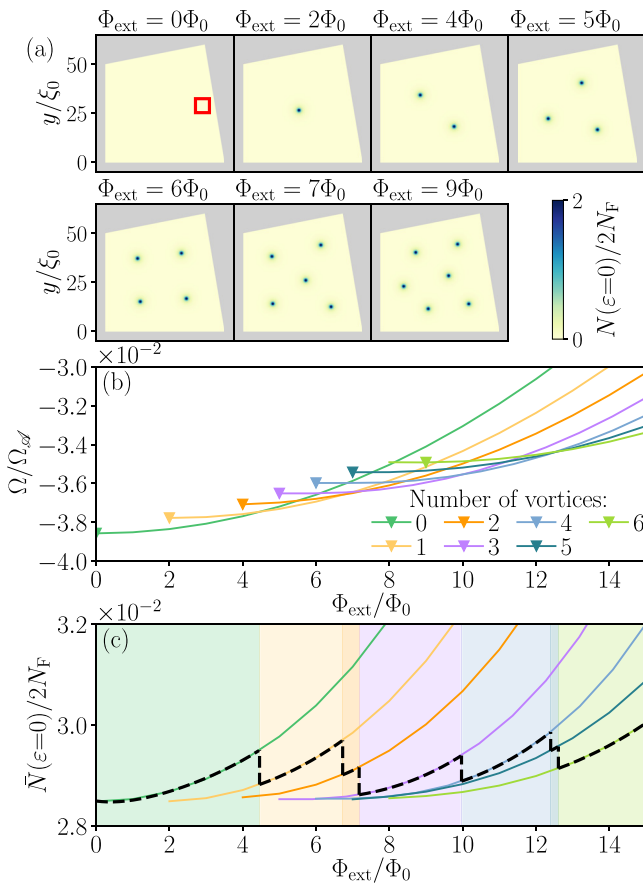 (a)
Φext = 0Φ0 Φext = 2Φ0 Φext = 4Φ0 Φext = 5Φ0
50
25
0
y/ξ0
Φext = 6Φ0 Φext = 7Φ0 Φext = 9Φ0
50
25
0
y/ξ0
2
0
N(ε=0)/2NF
×10−2
(b)
−3.0
−3.2
−3.4
−3.6
−3.8
−4.0
Ω/Ω𝒜
Number of vortices:
0 2 4 6
1 3 5
0 2 4 6 8 10 12 14
Φext/Φ0
×10−2
(c)
3.2
3.0
2.8
N̄(ε=0)/2NF
0 2 4 6 8 10 12 14
Φext/Φ0